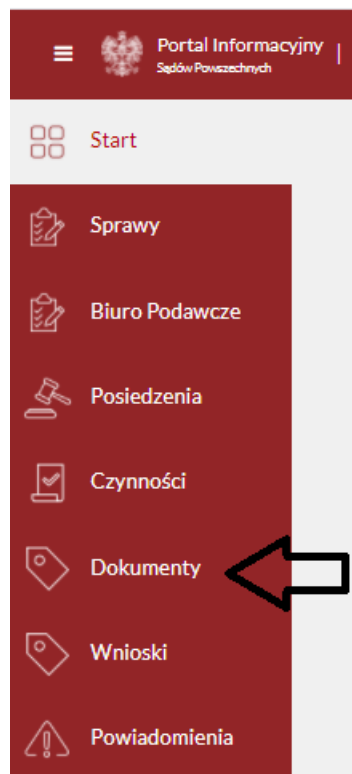 Portal Informacyjny |
Sądów Powszechnych
Start
Sprawy
Biuro Podawcze
Posiedzenia
Czynności
Dokumenty
Wnioski
Powiadomienia